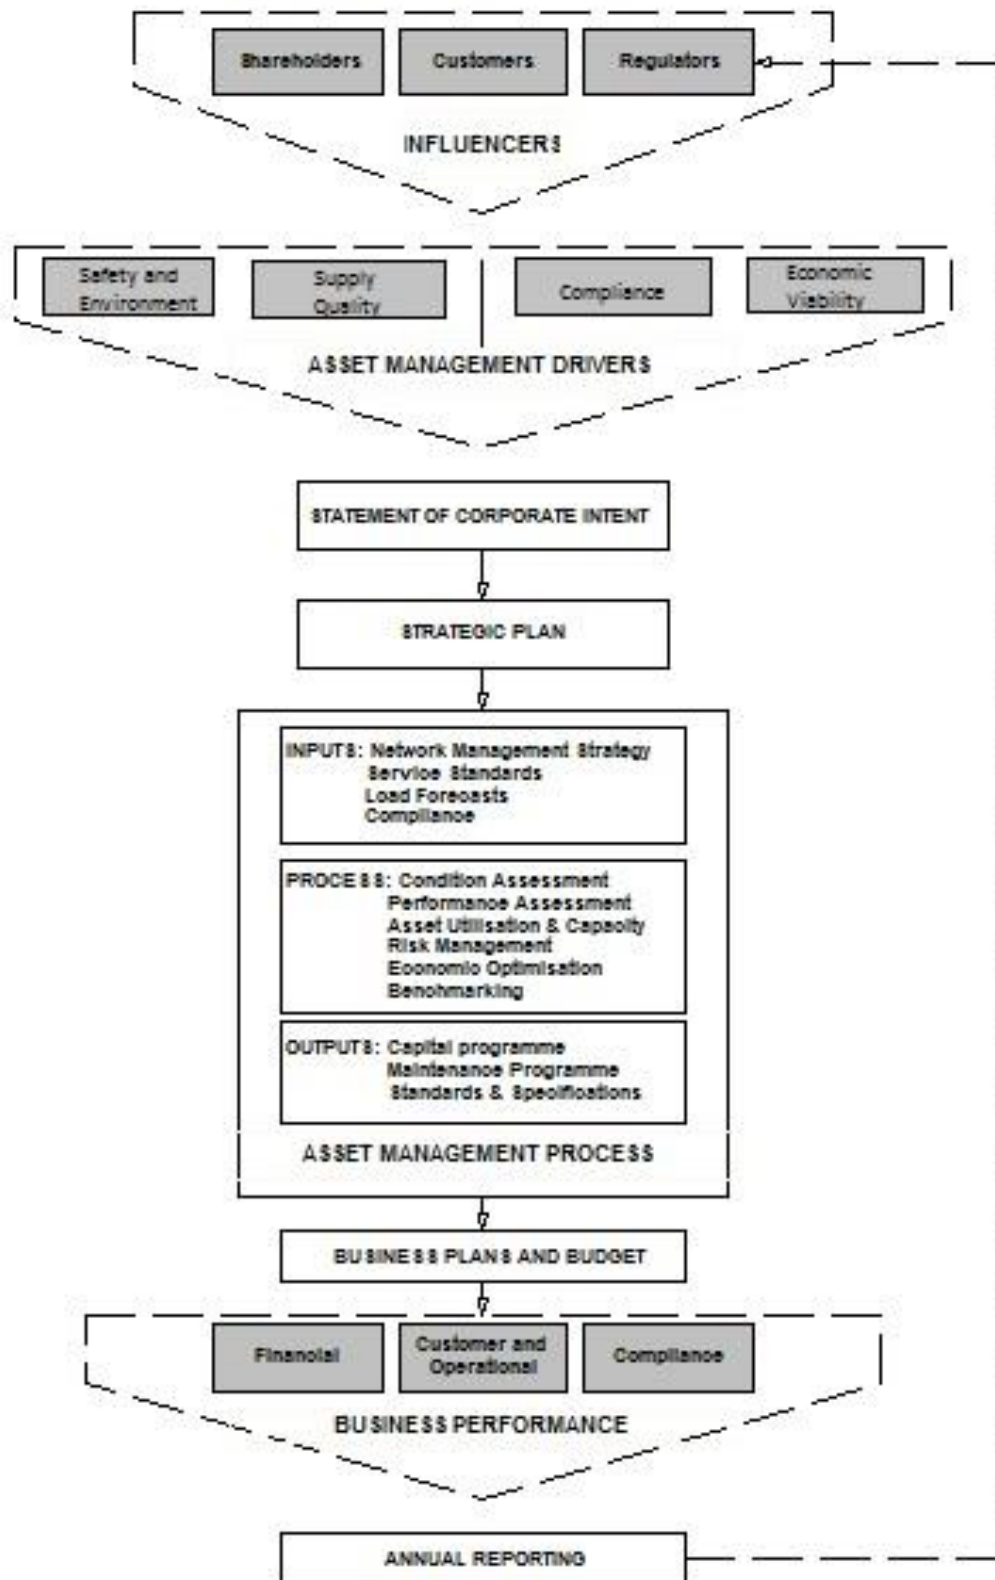 Shareholders
Customers
Regulators
INFLUENCERS
Safety and
Environment
Supply
Quality
Compliance
Economic
Viability
ASSET MANAGEMENT DRIVERS
STATEMENT OF CORPORATE INTENT
STRATEGIC PLAN
INPUTS: Network Management Strategy
Service Standards
Load Forecasts
Compliance
PROCESS: Condition Assessment
Performance Assessment
Asset Utilisation & Capacity
Risk Management
Economic Optimisation
Benchmarking
OUTPUTS: Capital programme
Maintenance Programme
Standards & Specifications
ASSET MANAGEMENT PROCESS
BUSINESS PLANS AND BUDGET
Financial
Customer and
Operational
Compliance
BUSINESS PERFORMANCE
ANNUAL REPORTING